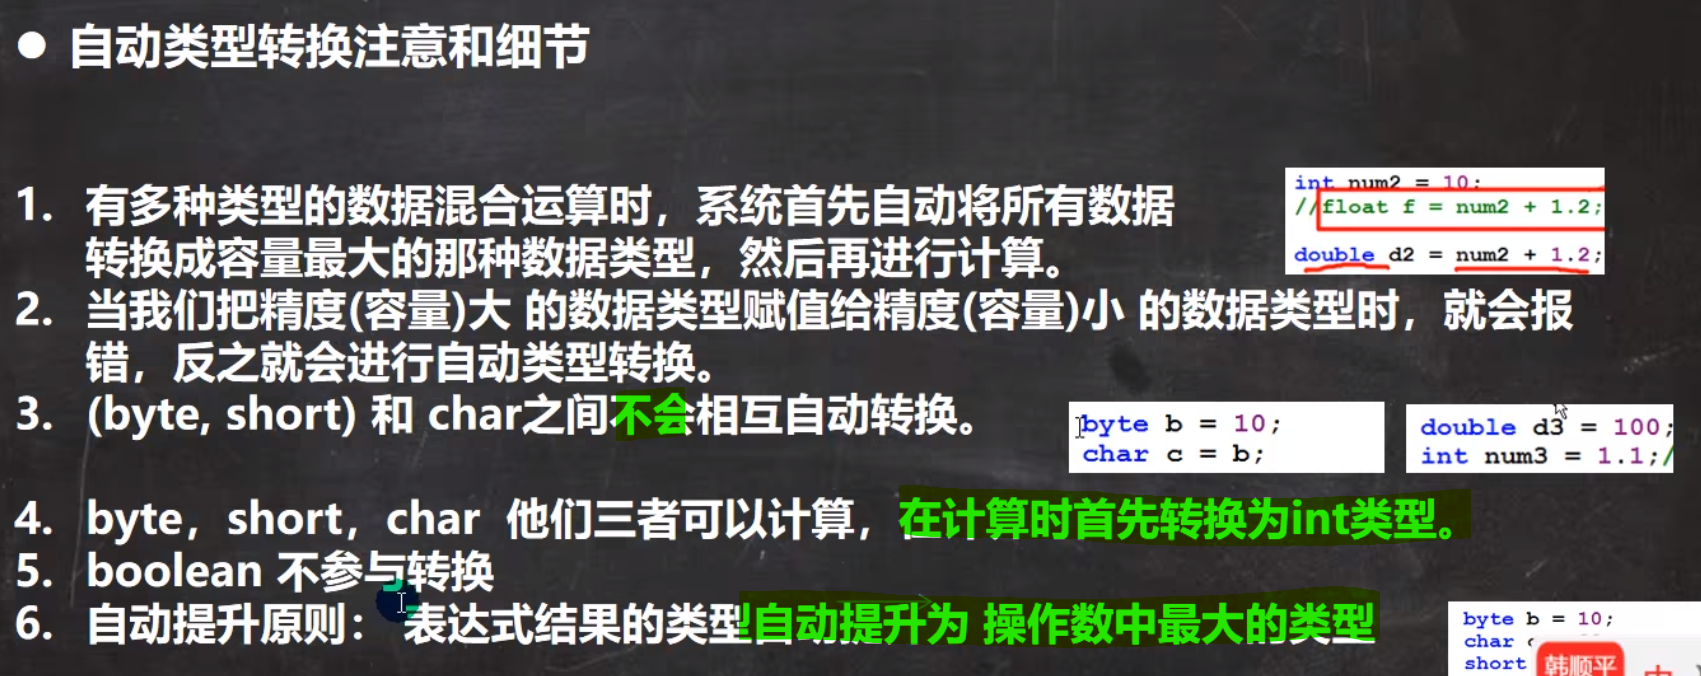 ● 自动类型转换注意和细节
int num2 = 10;
1. 有多种类型的数据混合运算时，系统首先自动将所有数据
//float f = num2 + 1.2;
转换成容量最大的那种数据类型，然后再进行计算。
double d2 = num2 + 1.2;
2. 当我们把精度(容量)大 的数据类型赋值给精度(容量)小 的数据类型时，就会报
错，反之就会进行自动类型转换。
3. (byte, short) 和 char之间不会相互自动转换。
byte b = 10;
char c = b;
double d3 = 100;
int num3 = 1.1;/
4. byte，short，char 他们三者可以计算，在计算时首先转换为int类型。
5. boolean 不参与转换
6. 自动提升原则： 表达式结果的类型自动提升为 操作数中最大的类型
byte b = 10;
char
short
韩顺平